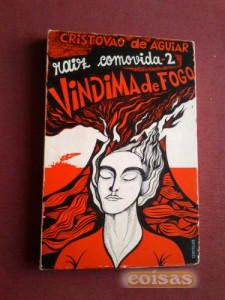 CRISTOVÃO de AGUIAR
raiz comovida-2
VINDIMA de FOGO
coisas